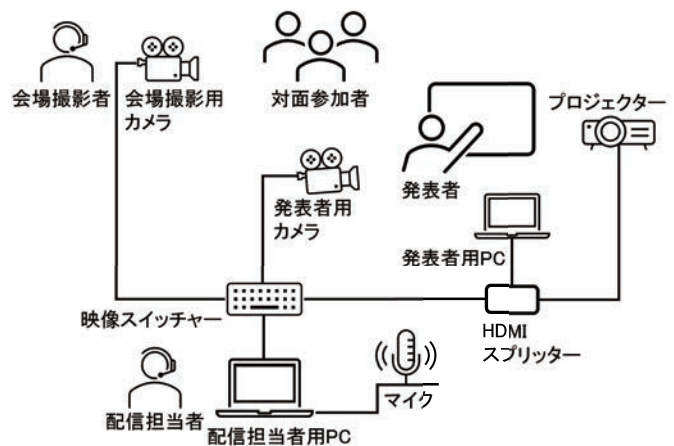 会場撮影者
会場撮影用
カメラ
対面参加者
プロジェクター
発表者
発表者用
カメラ
発表者用PC
映像スイッチャー
HDMI
スプリッター
マイク
配信担当者
配信担当者用PC